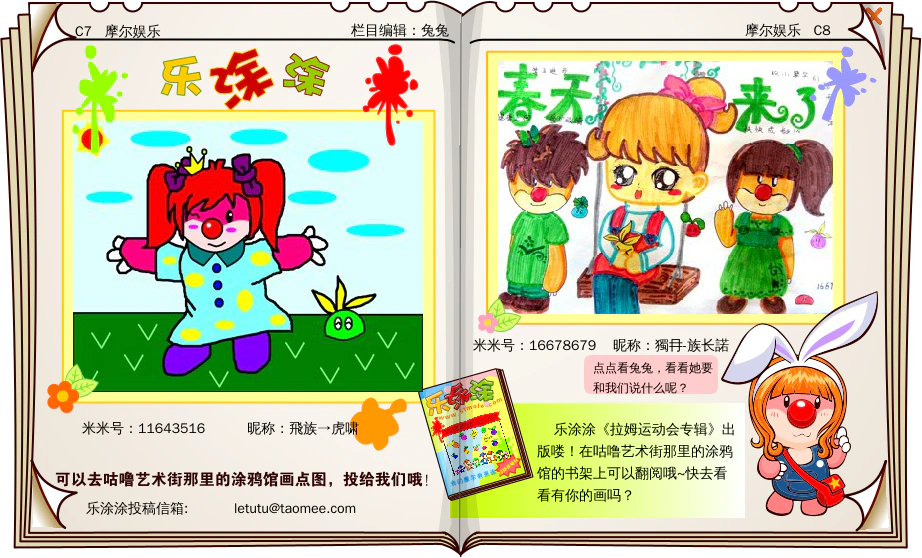 C7 摩尔娱乐
栏目编辑：兔兔
乐涂涂
米米号：11643516 昵称：飛族→虎啸
可以去咕噜艺术街那里的涂鸦馆画点图，投给我们哦!
乐涂涂投稿信箱: letutu@taomee.com
摩尔娱乐 C8
春天
来了
1667
米米号：16678679 昵称：獨冄-族长諾
点点看兔兔，看看她要
和我们说什么呢？
乐涂涂
乐涂涂《拉姆运动会专辑》出
版喽！在咕噜艺术街那里的涂鸦
馆的书架上可以翻阅哦~快去看
看有你的画吗？